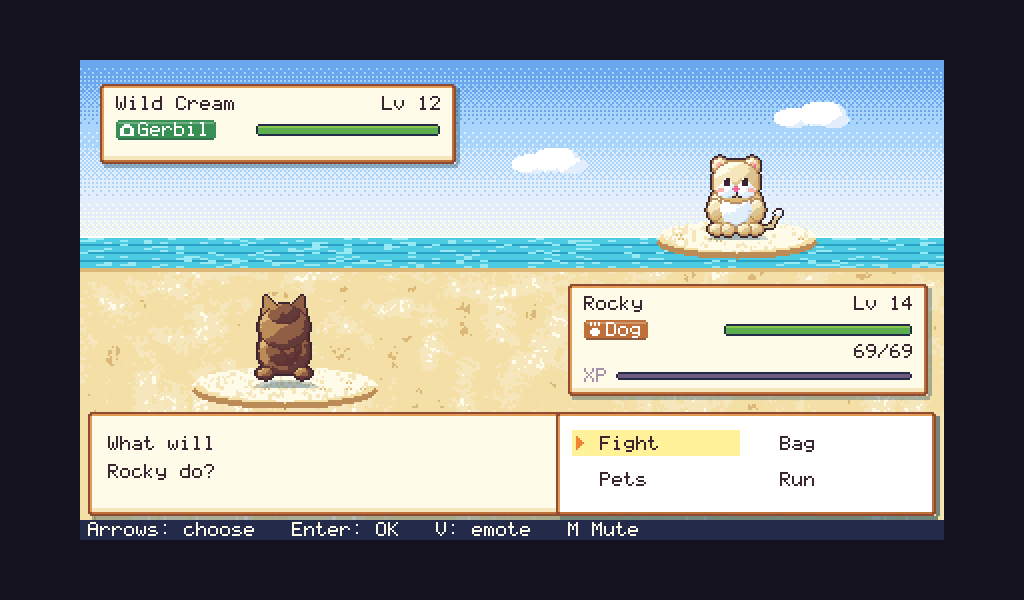 Wild Cream Lv 12
Gerbil
Rocky Lv 14
Dog
69/69
XP
What will
Rocky do?
Fight Bag
Pets Run
Arrows: choose Enter: OK V: emote M Mute